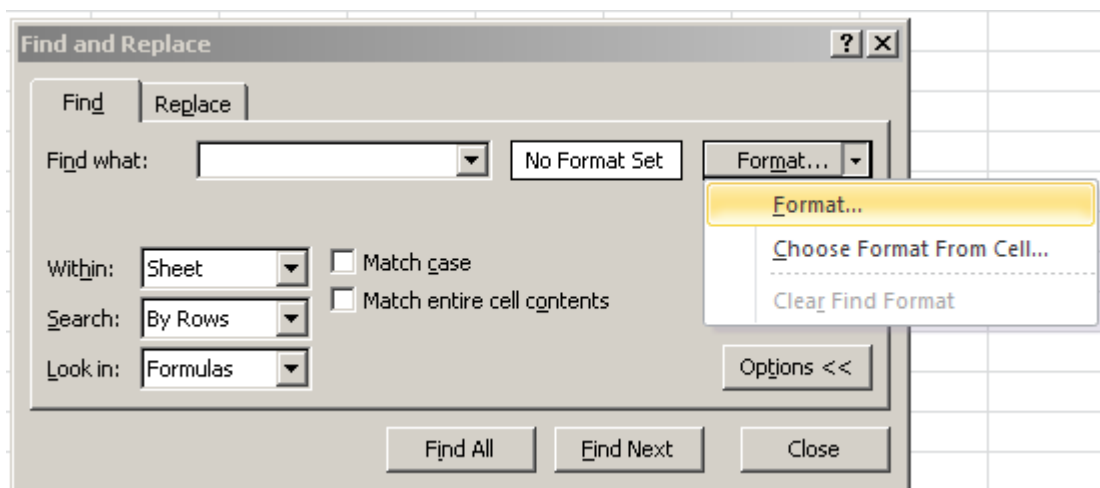 Find and Replace ? X
Find Replace
Find what: No Format Set Format...
Format...
Choose Format From Cell...
Clear Find Format
Within: Sheet Match case
Match entire cell contents
Search: By Rows
Look in: Formulas Options <<
Find All Find Next Close